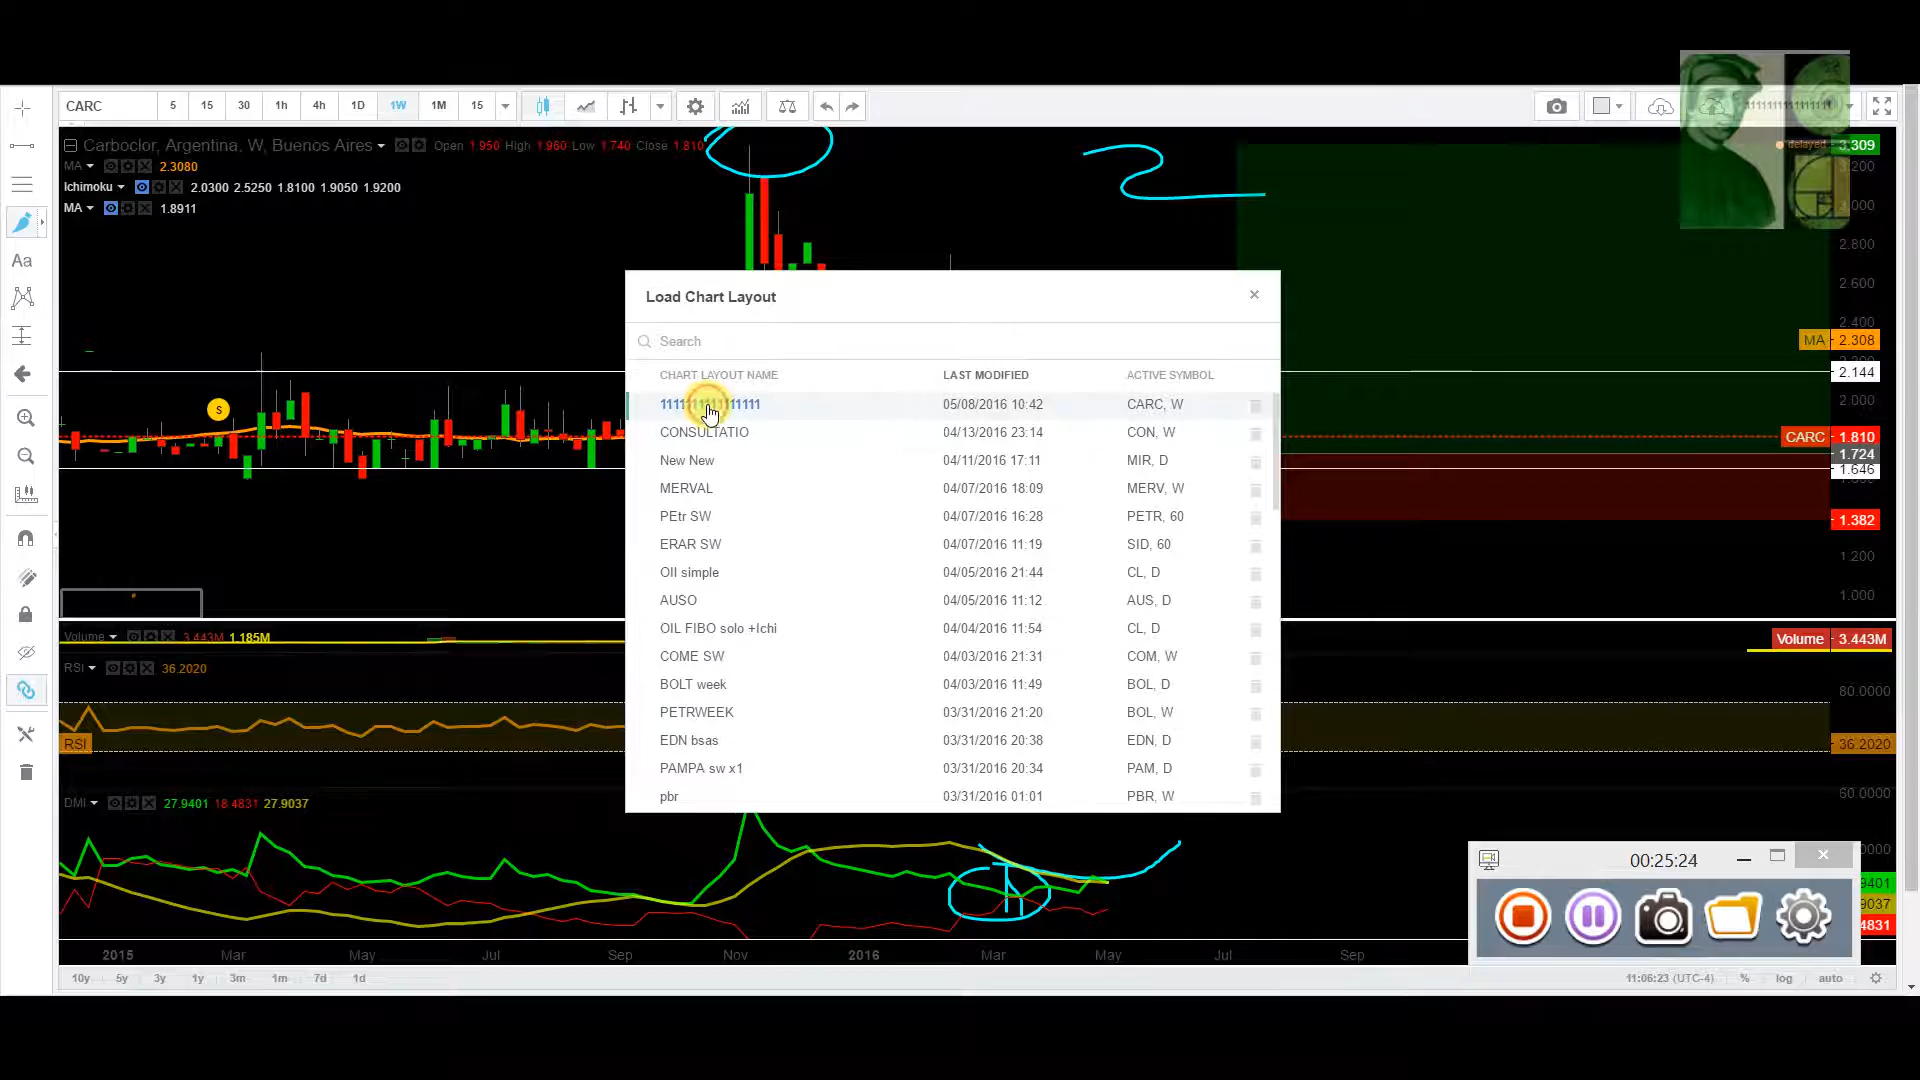 CARC 5 15 30 1h 4h 1D 1W 1M 15
Carboclor, Argentina, W, Buenos Aires Open 1.950 High 1.960 Low 1.740 Close 1.810
MA 2.3080
Ichimoku 2.0300 2.5250 1.8100 1.9050 1.9200
MA 1.8911
Aa
S
delayed
3.309
3.200
3.000
2.800
2.600
2.400
MA 2.308
2.144
2.000
CARC 1.810
1.724
1.646
1.382
1.200
1.000
Load Chart Layout
Search
CHART LAYOUT NAME LAST MODIFIED ACTIVE SYMBOL
05/08/2016 10:42 CARC, W
CONSULTATIO 04/13/2016 23:14 CON, W
New New 04/11/2016 17:11 MIR, D
MERVAL 04/07/2016 18:09 MERV, W
PEtr SW 04/07/2016 16:28 PETR, 60
ERAR SW 04/07/2016 11:19 SID, 60
OIl simple 04/05/2016 21:44 CL, D
AUSO 04/05/2016 11:12 AUS, D
OIL FIBO solo +Ichi 04/04/2016 11:54 CL, D
COME SW 04/03/2016 21:31 COM, W
BOLT week 04/03/2016 11:49 BOL, D
PETRWEEK 03/31/2016 21:20 BOL, W
EDN bsas 03/31/2016 20:38 EDN, D
PAMPA sw x1 03/31/2016 20:34 PAM, D
pbr 03/31/2016 01:01 PBR, W
Volume 3.443M 1.185M
Volume 3.443M
RSI 36.2020
80.0000
RSI
36.2020
60.0000
DMI 27.9401 18.4831 27.9037
00:25:24
2015 Mar May Jul Sep Nov 2016 Mar May Jul Sep
10y 5y 3y 1y 3m 1m 7d 1d
11:06:23 (UTC-4) % log auto